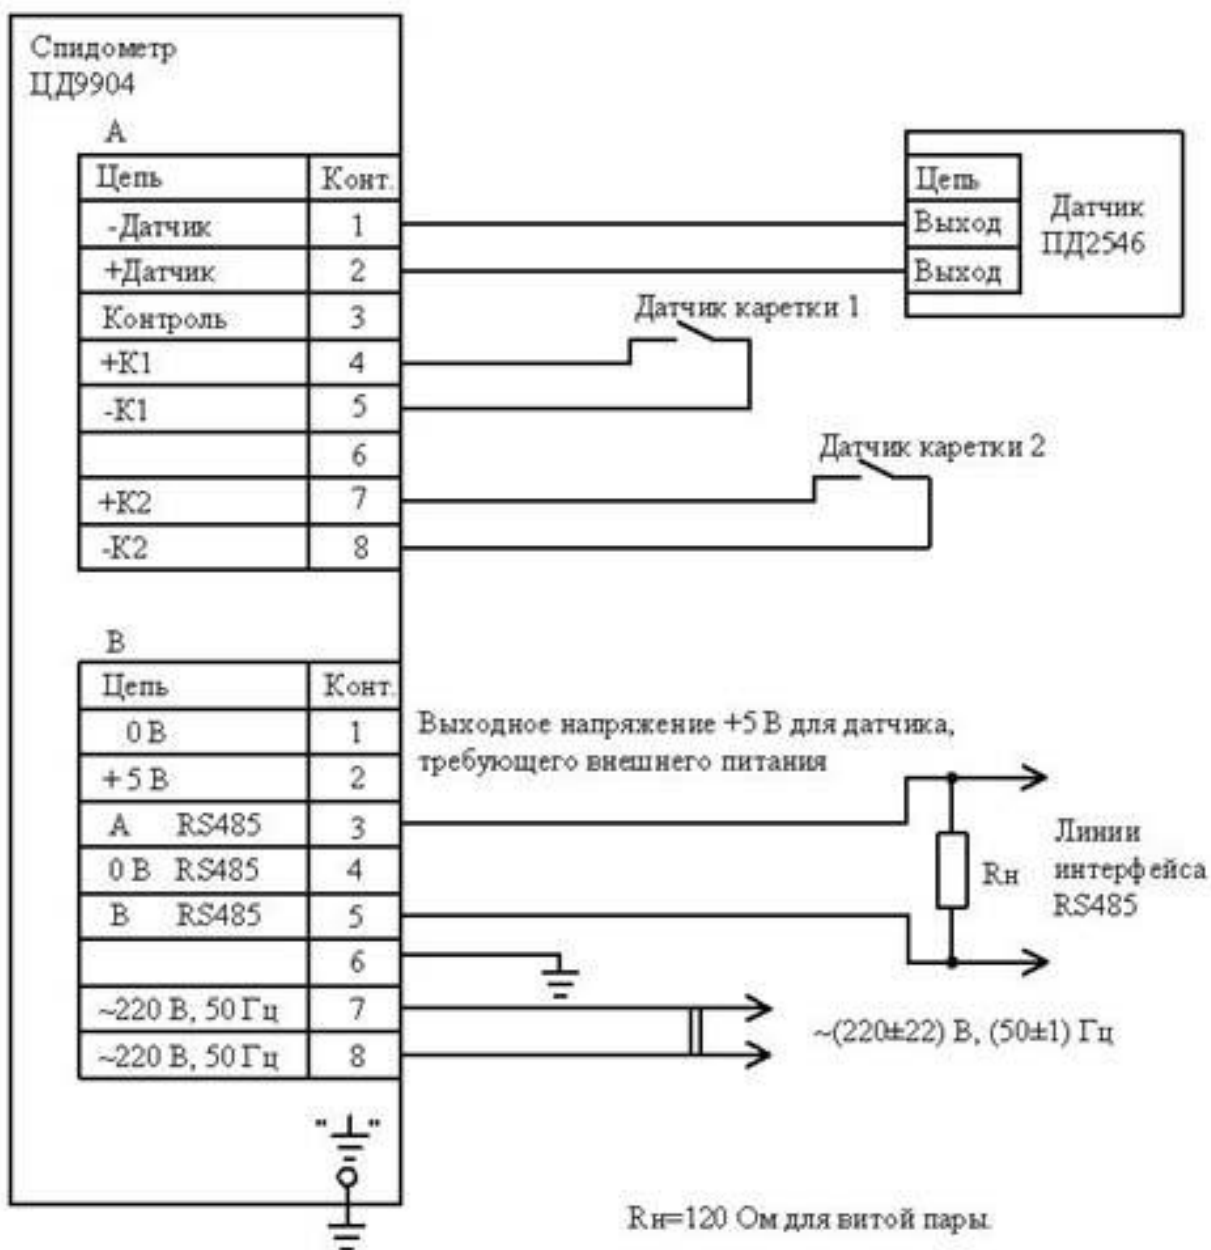 Спидометр
ЦД9904
А
Цепь Конт.
-Датчик 1
+Датчик 2
Контроль 3
+К1 4
-К1 5
6
+К2 7
-К2 8
Цепь
Выход
Выход
Датчик
ПД2546
Датчик каретки 1
Датчик каретки 2
В
Цепь Конт.
0 В 1
+5 В 2
А RS485 3
0 В RS485 4
В RS485 5
6
~220 В, 50 Гц 7
~220 В, 50 Гц 8
Выходное напряжение +5 В для датчика,
требующего внешнего питания
Rн
Линии
интерфейса
RS485
~(220±22) В, (50±1) Гц
" "
Rн=120 Ом для витой пары.